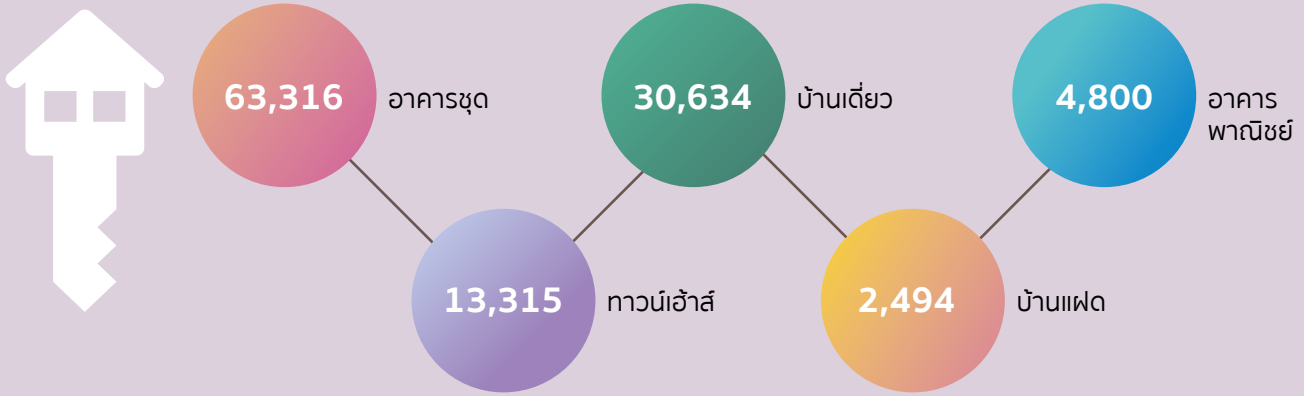 63,316
อาคารชุด
30,634
บ้านเดี่ยว
4,800
อาคาร
พาณิชย์
13,315
ทาวน์เฮ้าส์
2,494
บ้านแฝด